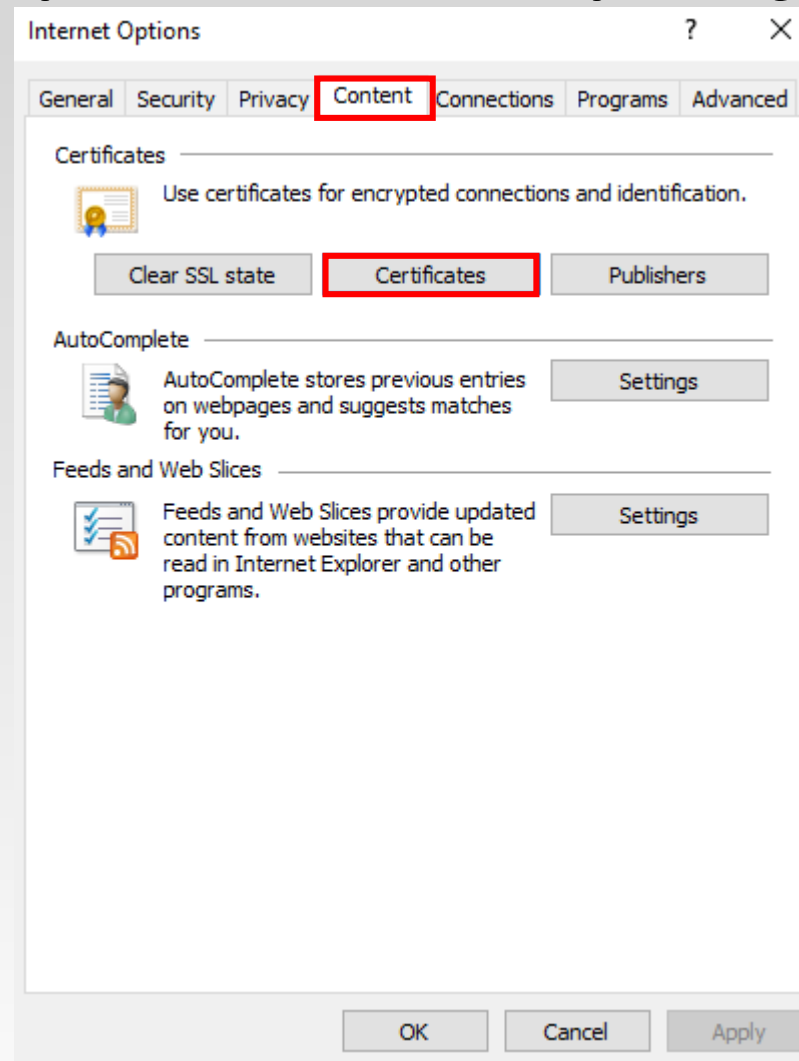 Internet Options
General Security Privacy Content Connections Programs Advanced
Certificates
Use certificates for encrypted connections and identification.
Clear SSL state Certificates Publishers
AutoComplete
AutoComplete stores previous entries
on webpages and suggests matches
for you.
Settings
Feeds and Web Slices
Feeds and Web Slices provide updated
content from websites that can be
read in Internet Explorer and other
programs.
Settings
OK Cancel Apply